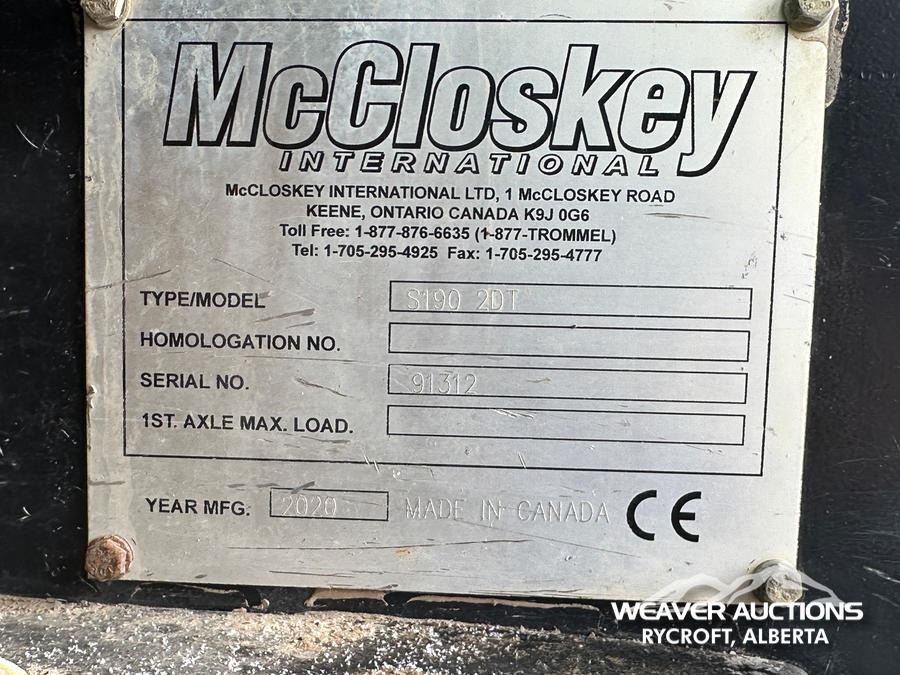 McCloskey
INTERNATIONAL
McCLOSKEY INTERNATIONAL LTD, 1 McCLOSKEY ROAD
KEENE, ONTARIO CANADA K9J 0G6
Toll Free: 1-877-876-6635 (1-877-TROMMEL)
Tel: 1-705-295-4925 Fax: 1-705-295-4777
TYPE/MODEL S190 2DT
HOMOLOGATION NO.
SERIAL NO. 91312
1ST. AXLE MAX. LOAD.
YEAR MFG. 2020 MADE IN CANADA CE
WEAVER AUCTIONS
RYCROFT, ALBERTA